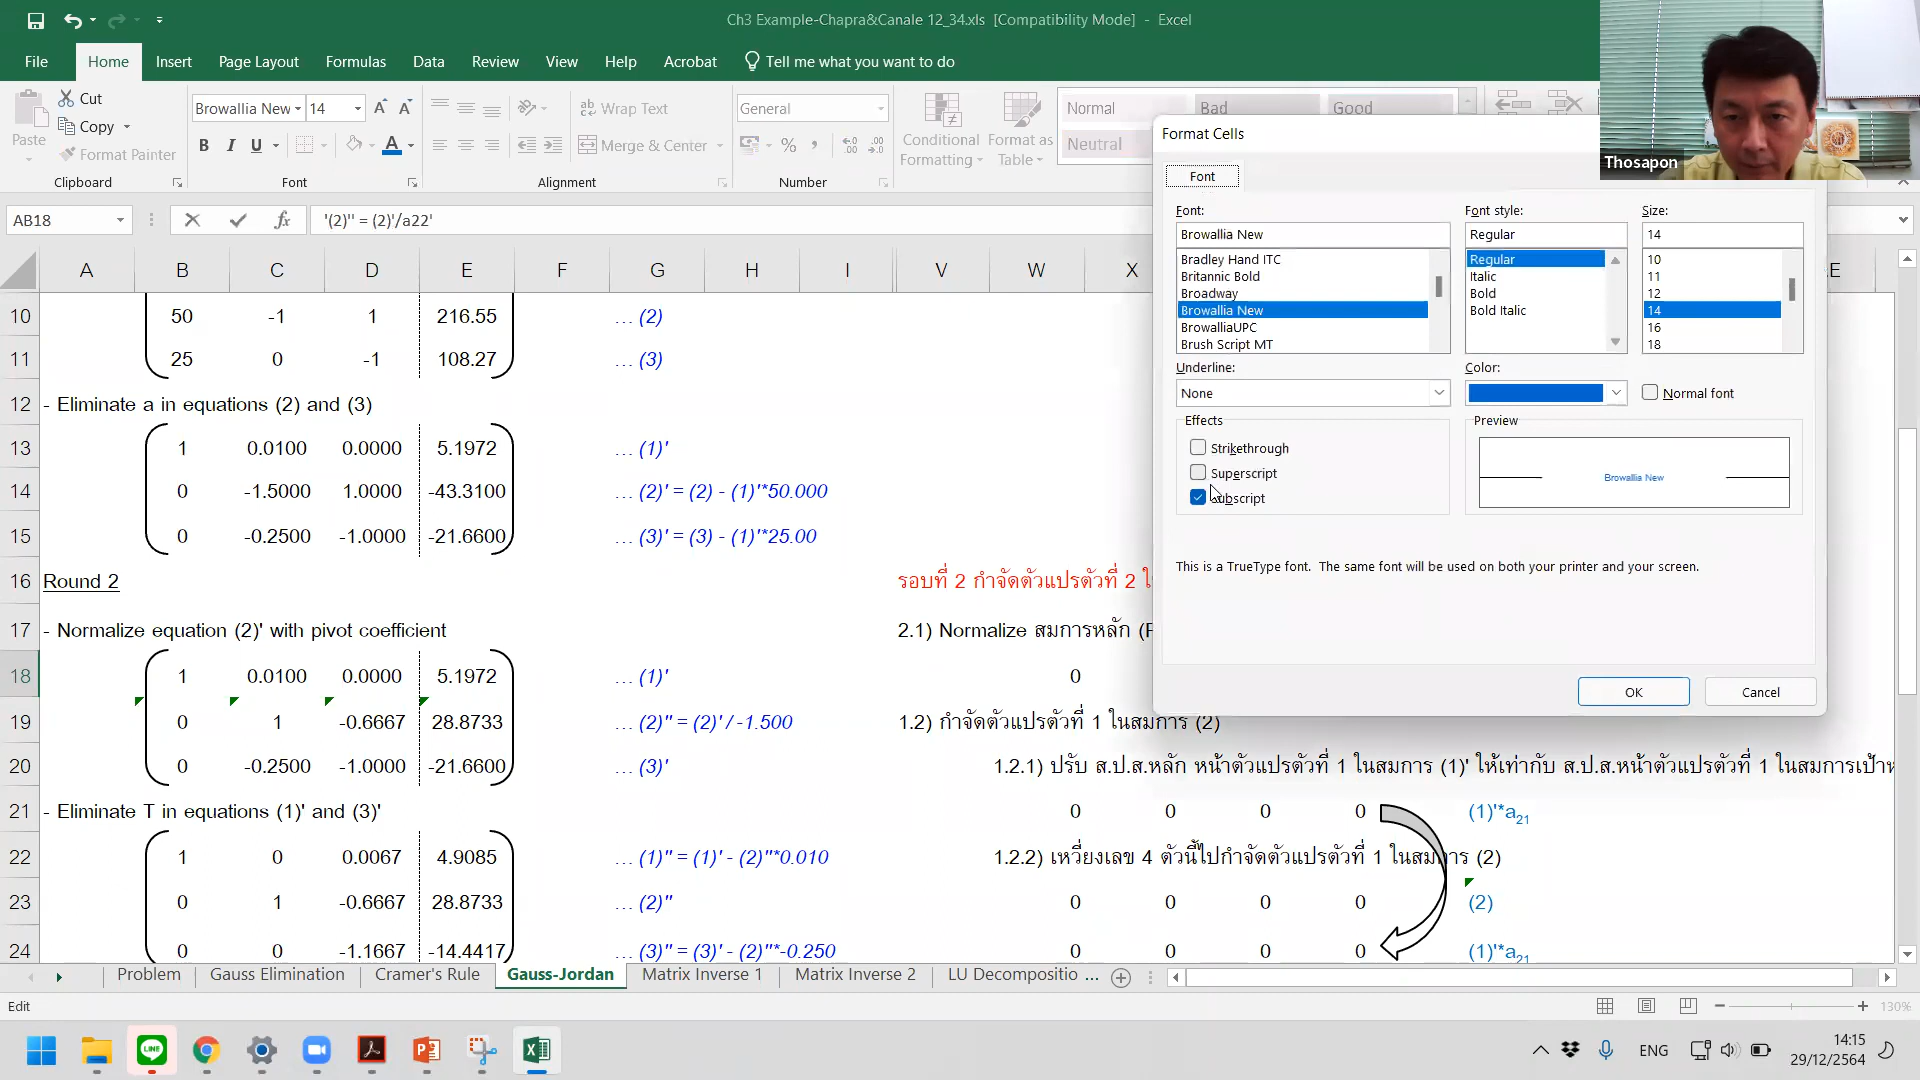 Ch3 Example-Chapra&Canale 12_34.xls [Compatibility Mode] - Excel
File Home Insert Page Layout Formulas Data Review View Help Acrobat Tell me what you want to do
Paste
Cut
Copy
Format Painter
Clipboard
Browallia New 14
B I U A
Font
Wrap Text
Merge & Center
Alignment
General
%
Number
Conditional Formatting
Format as Table
Normal Bad Good
Neutral
Thosapon
AB18 fx '(2)'' = (2)'/a22'
A B C D E F G H I V W X E
10 50 -1 1 216.55 ... (2)
11 25 0 -1 108.27 ... (3)
12 - Eliminate a in equations (2) and (3)
13 1 0.0100 0.0000 5.1972 ... (1)'
14 0 -1.5000 1.0000 -43.3100 ... (2)' = (2) - (1)'*50.000
15 0 -0.2500 -1.0000 -21.6600 ... (3)' = (3) - (1)'*25.00
16 Round 2 รอบที่ 2 กำจัดตัวแปรตัวที่ 2
17 - Normalize equation (2)' with pivot coefficient 2.1) Normalize สมการหลัก
18 1 0.0100 0.0000 5.1972 ... (1)' 0
19 0 1 -0.6667 28.8733 ... (2)'' = (2)' / -1.500 1.2) กำจัดตัวแปรตัวที่ 1 ในสมการ (2)
20 0 -0.2500 -1.0000 -21.6600 ... (3)' 1.2.1) ปรับ ส.ป.ส.หลัก หน้าตัวแปรตัวที่ 1 ในสมการ (1)' ให้เท่ากับ ส.ป.ส.หน้าตัวแปรตัวที่ 1 ในสมการเป้าห
21 - Eliminate T in equations (1)' and (3)' 0 0 0 0 (1)'*a21
22 1 0 0.0067 4.9085 ... (1)'' = (1)' - (2)''*0.010 1.2.2) เหวี่ยงเลข 4 ตัวนี้ไปกำจัดตัวแปรตัวที่ 1 ในสมการ (2)
23 0 1 -0.6667 28.8733 ... (2)'' 0 0 0 0 (2)
24 0 0 -1.1667 -14.4417 ... (3)'' = (3)' - (2)''*-0.250 0 0 0 0 (1)'*a21
Format Cells
Font
Font: Font style: Size:
Browallia New Regular 14
Bradley Hand ITC Regular 10
Britannic Bold Italic 11
Broadway Bold 12
Browallia New Bold Italic 14
BrowalliaUPC 16
Brush Script MT 18
Underline: Color:
None Normal font
Effects Preview
Strikethrough
Superscript
Browallia New
This is a TrueType font. The same font will be used on both your printer and your screen.
OK Cancel
Problem Gauss Elimination Cramer's Rule Gauss-Jordan Matrix Inverse 1 Matrix Inverse 2 LU Decompositio ...
Edit 130%
LINE
ENG
14:15
29/12/2564